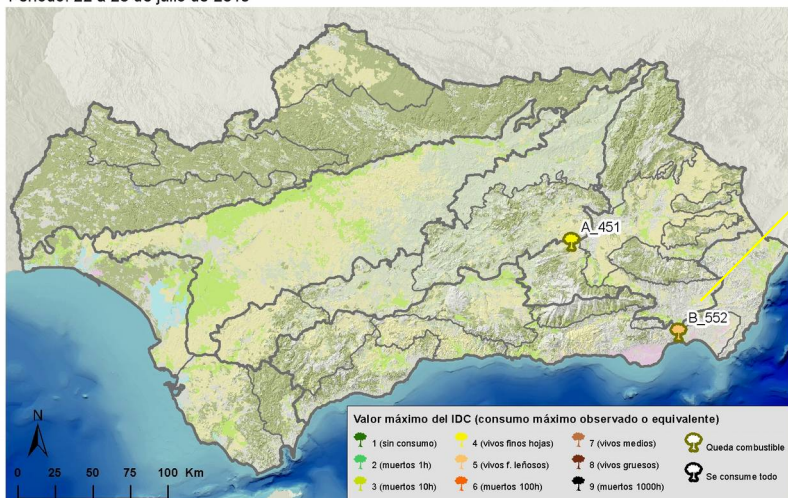 A_451
B_552
N
0 25 50 75 100 Km
Valor máximo del IDC (consumo máximo observado o equivalente)
1 (sin consumo)
2 (muertos 1h)
3 (muertos 10h)
4 (vivos finos hojas)
5 (vivos f. leñosos)
6 (muertos 100h)
7 (vivos medios)
8 (vivos gruesos)
9 (muertos 1000h)
Queda combustible
Se consume todo